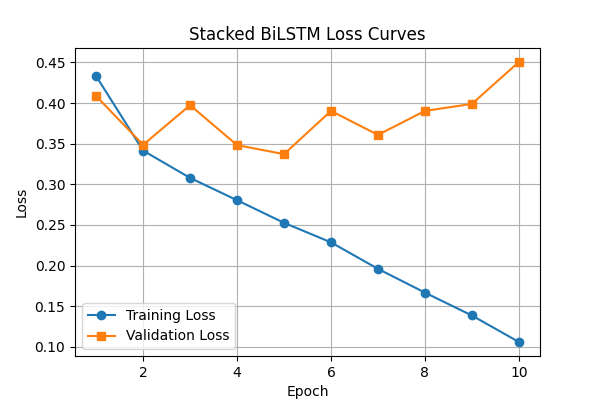 Stacked BiLSTM Loss Curves
0.45
0.40
0.35
0.30
0.25
0.20
0.15
0.10
Loss
Training Loss
Validation Loss
2
4
6
8
10
Epoch